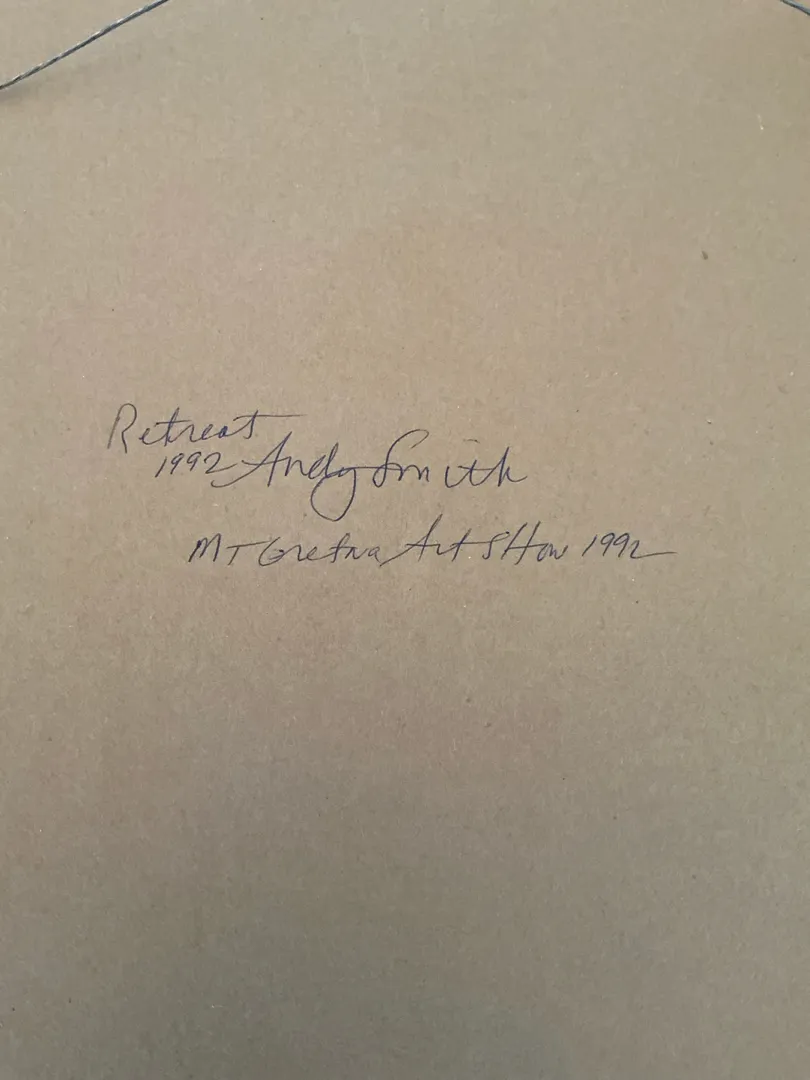 Retreat
1992 Andy Smith
MT Gretna Art SHow 1992